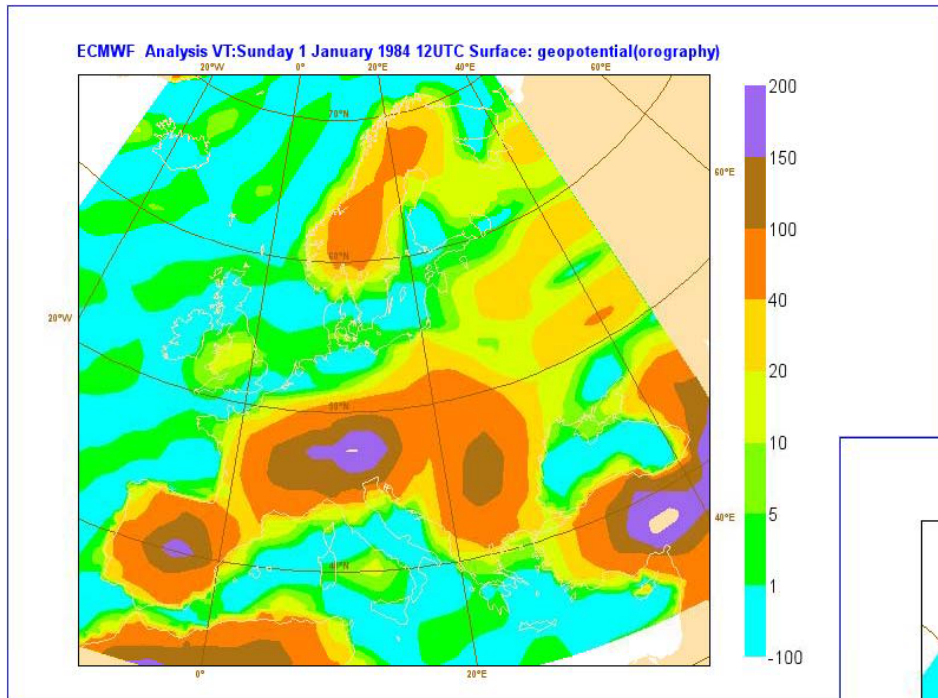 ECMWF Analysis VT:Sunday 1 January 1984 12UTC Surface: geopotential(orography)
20°W 0° 20°E 40°E 60°E
200
70°N
150
60°E
100
60°N
20°W
40
20
50°N
10
5
40°E
40°N
1
-100
0° 20°E